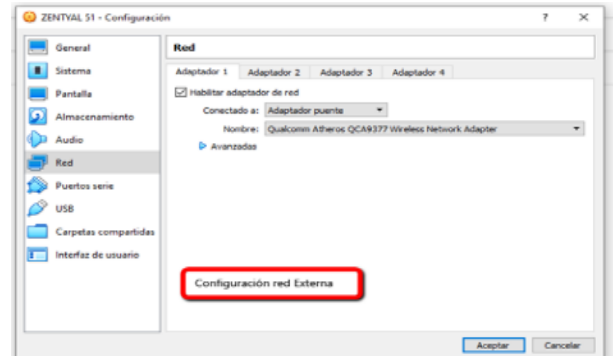 ZENTYAL S1 - Configuración
General
Sistema
Pantalla
Almacenamiento
Audio
Red
Puertos serie
USB
Carpetas compartidas
Interfaz de usuario
Red
Adaptador 1 Adaptador 2 Adaptador 3 Adaptador 4
Habilitar adaptador de red
Conectado a: Adaptador puente
Nombre: Qualcomm Atheros QCA9377 Wireless Network Adapter
Avanzadas
Configuración red Externa
Aceptar Cancelar